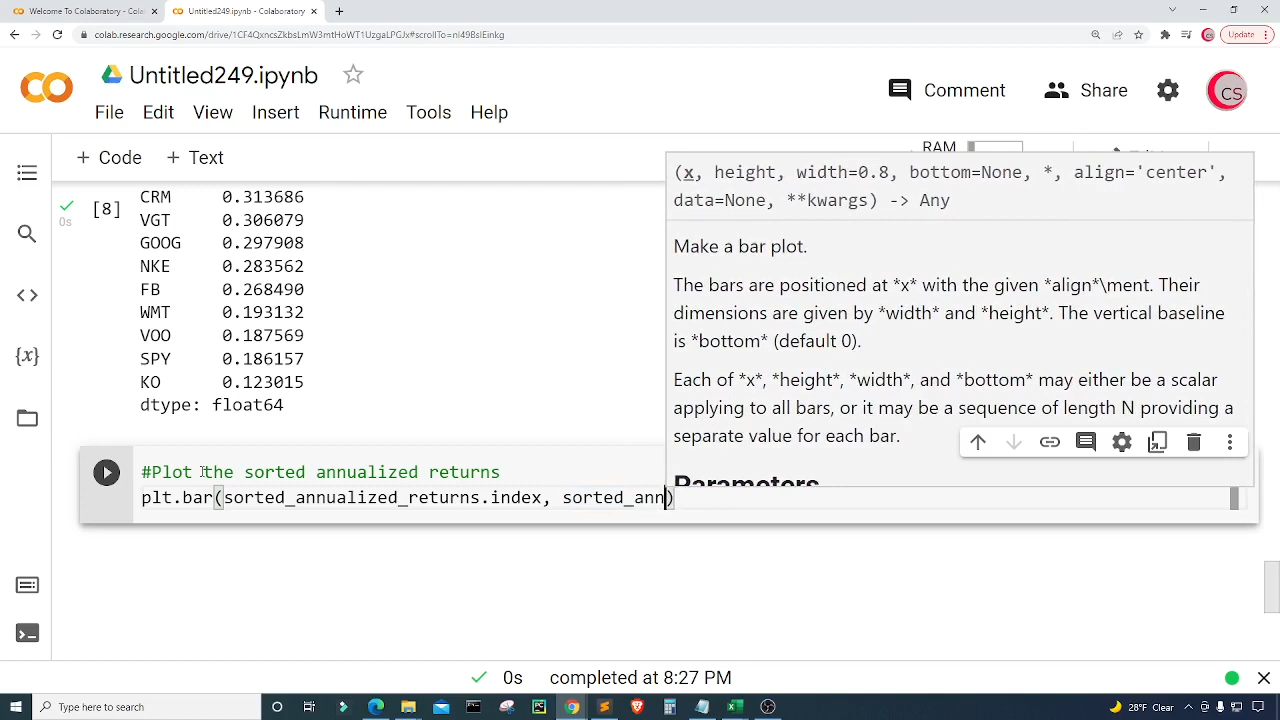 Welcome To Colaboratory - Colal
Untitled249.ipynb - Colaboratory
colab.research.google.com/drive/1CF4QxncsZkbsLmW3mtHoWT1UzgaLPGJx#scrollTo=nI49BslEinkg
Update
Untitled249.ipynb
Comment
Share
CS
File Edit View Insert Runtime Tools Help
+ Code + Text
RAM
[8]
0s
CRM 0.313686
VGT 0.306079
GOOG 0.297908
NKE 0.283562
FB 0.268490
WMT 0.193132
VOO 0.187569
SPY 0.186157
KO 0.123015
dtype: float64
(x, height, width=0.8, bottom=None, *, align='center',
data=None, **kwargs) -> Any
Make a bar plot.
The bars are positioned at *x* with the given *align*\ment. Their
dimensions are given by *width* and *height*. The vertical baseline
is *bottom* (default 0).
Each of *x*, *height*, *width*, and *bottom* may either be a scalar
applying to all bars, or it may be a sequence of length N providing a
separate value for each bar.
Parameters
#Plot the sorted annualized returns
plt.bar(sorted_annualized_returns.index, sorted_ann)
0s completed at 8:27 PM
Type here to search
28°F Clear